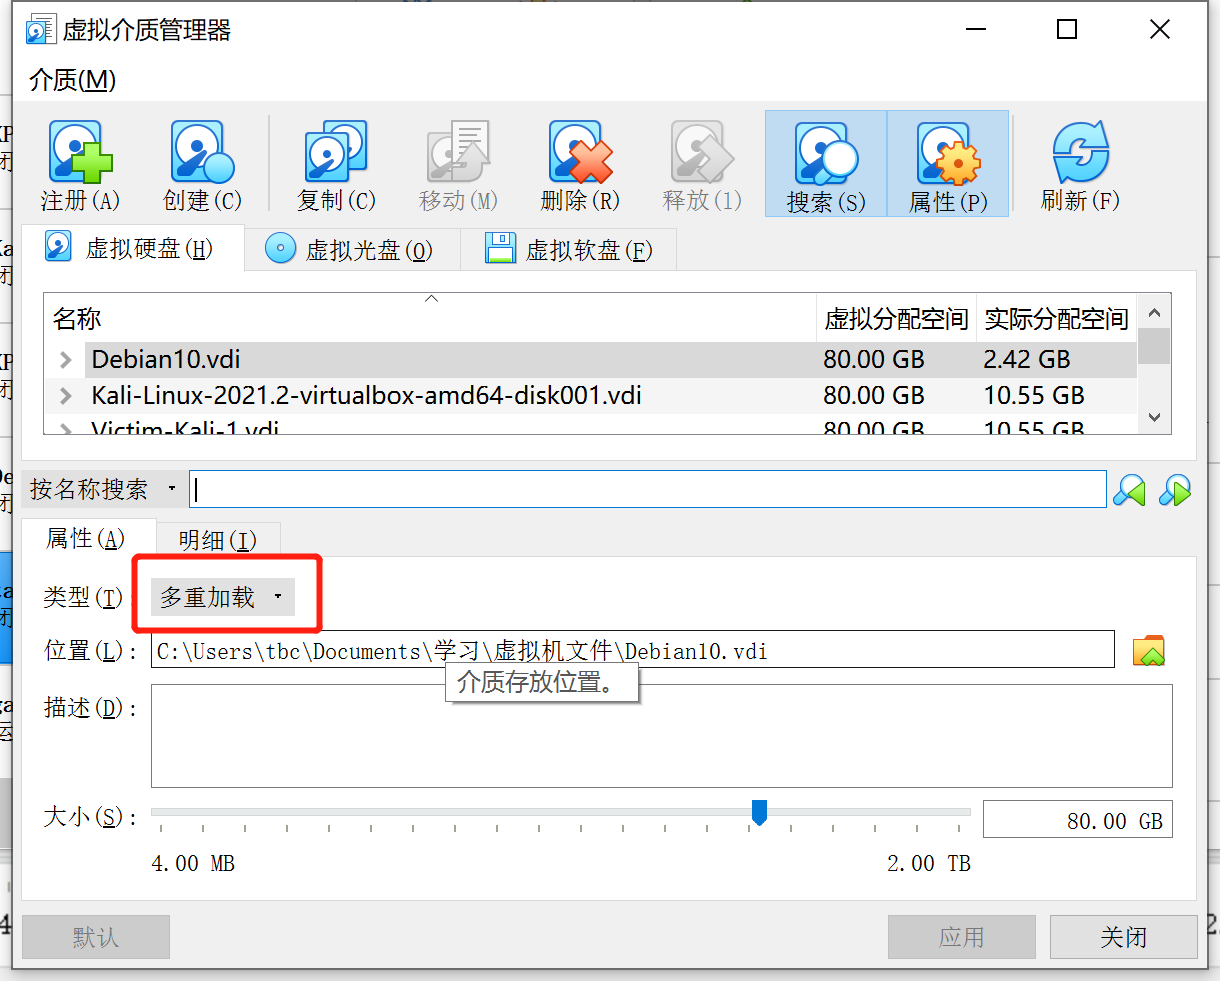 虚拟介质管理器
介质(M)
注册(A) 创建(C) 复制(C) 移动(M) 删除(R) 释放(l) 搜索(S) 属性(P) 刷新(F)
虚拟硬盘(H) 虚拟光盘(O) 虚拟软盘(F)
名称 虚拟分配空间 实际分配空间
Debian10.vdi 80.00 GB 2.42 GB
Kali-Linux-2021.2-virtualbox-amd64-disk001.vdi 80.00 GB 10.55 GB
Victim-Kali-1.vdi 80.00 GB 10.55 GB
按名称搜索
属性(A) 明细(I)
类型(T): 多重加载
位置(L): C:\Users\tbc\Documents\学习\虚拟机文件\Debian10.vdi
介质存放位置。
描述(D):
大小(S): 80.00 GB
4.00 MB 2.00 TB
默认 应用 关闭